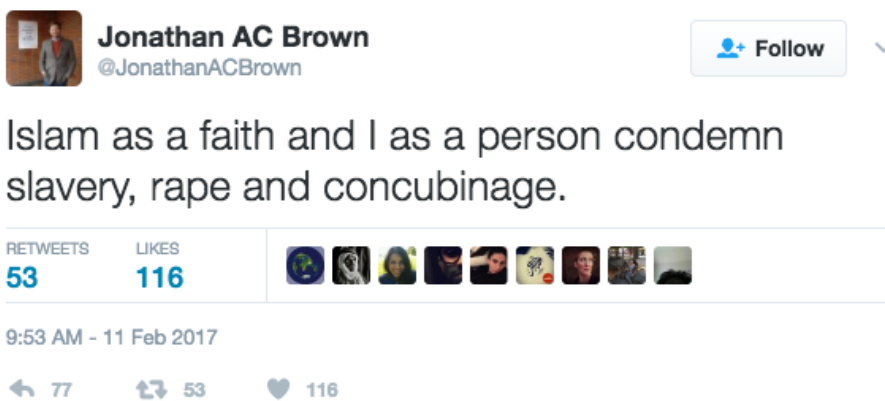 Jonathan AC Brown
@JonathanACBrown
Follow
Islam as a faith and I as a person condemn
slavery, rape and concubinage.
RETWEETS LIKES
53 116
9:53 AM - 11 Feb 2017
77 53 116